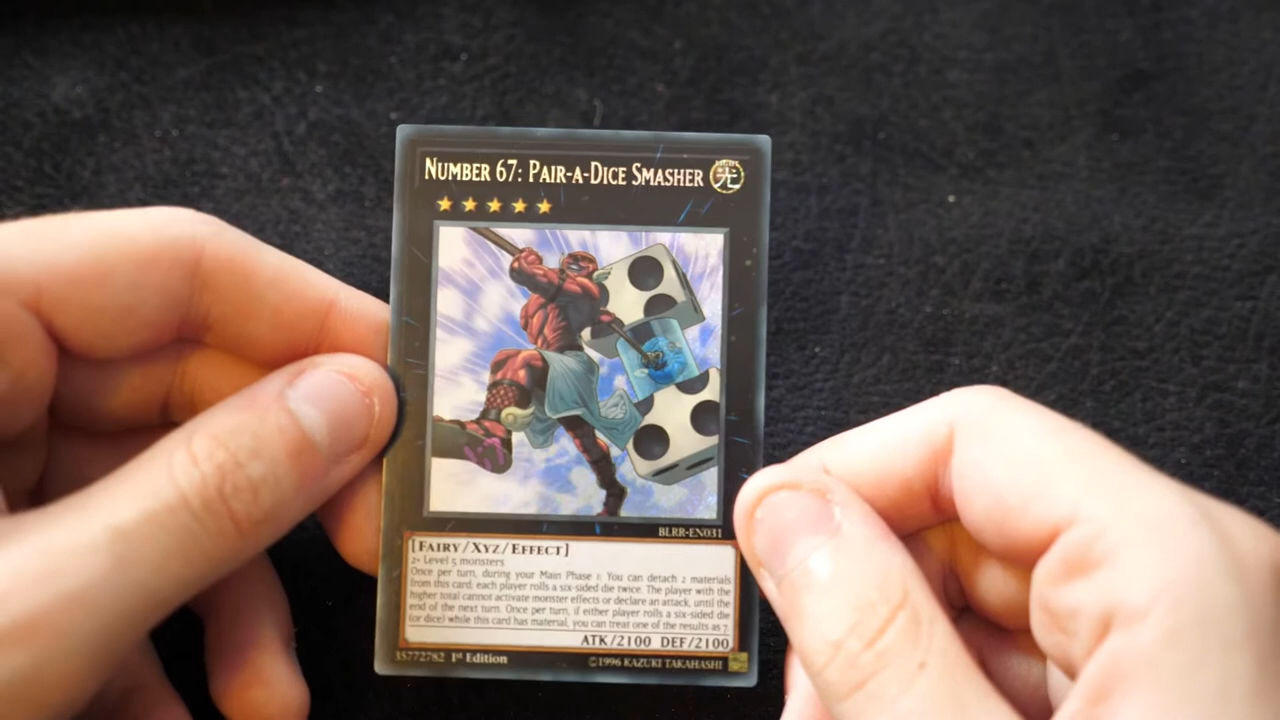 NUMBER 67: PAIR-A-DICE SMASHER
LIGHT
光
BLRR-EN031
[FAIRY/XYZ/EFFECT]
2+ Level 5 monsters
Once per turn, during your Main Phase 1: You can detach 2 materials
from this card; each player rolls a six-sided die twice. The player with the
higher total cannot activate monster effects or declare an attack, until the
end of the next turn. Once per turn, if either player rolls a six-sided die
(or dice) while this card has material, you can treat one of the results as 7.
ATK/2100 DEF/2100
35772782 1st Edition
©1996 KAZUKI TAKAHASHI